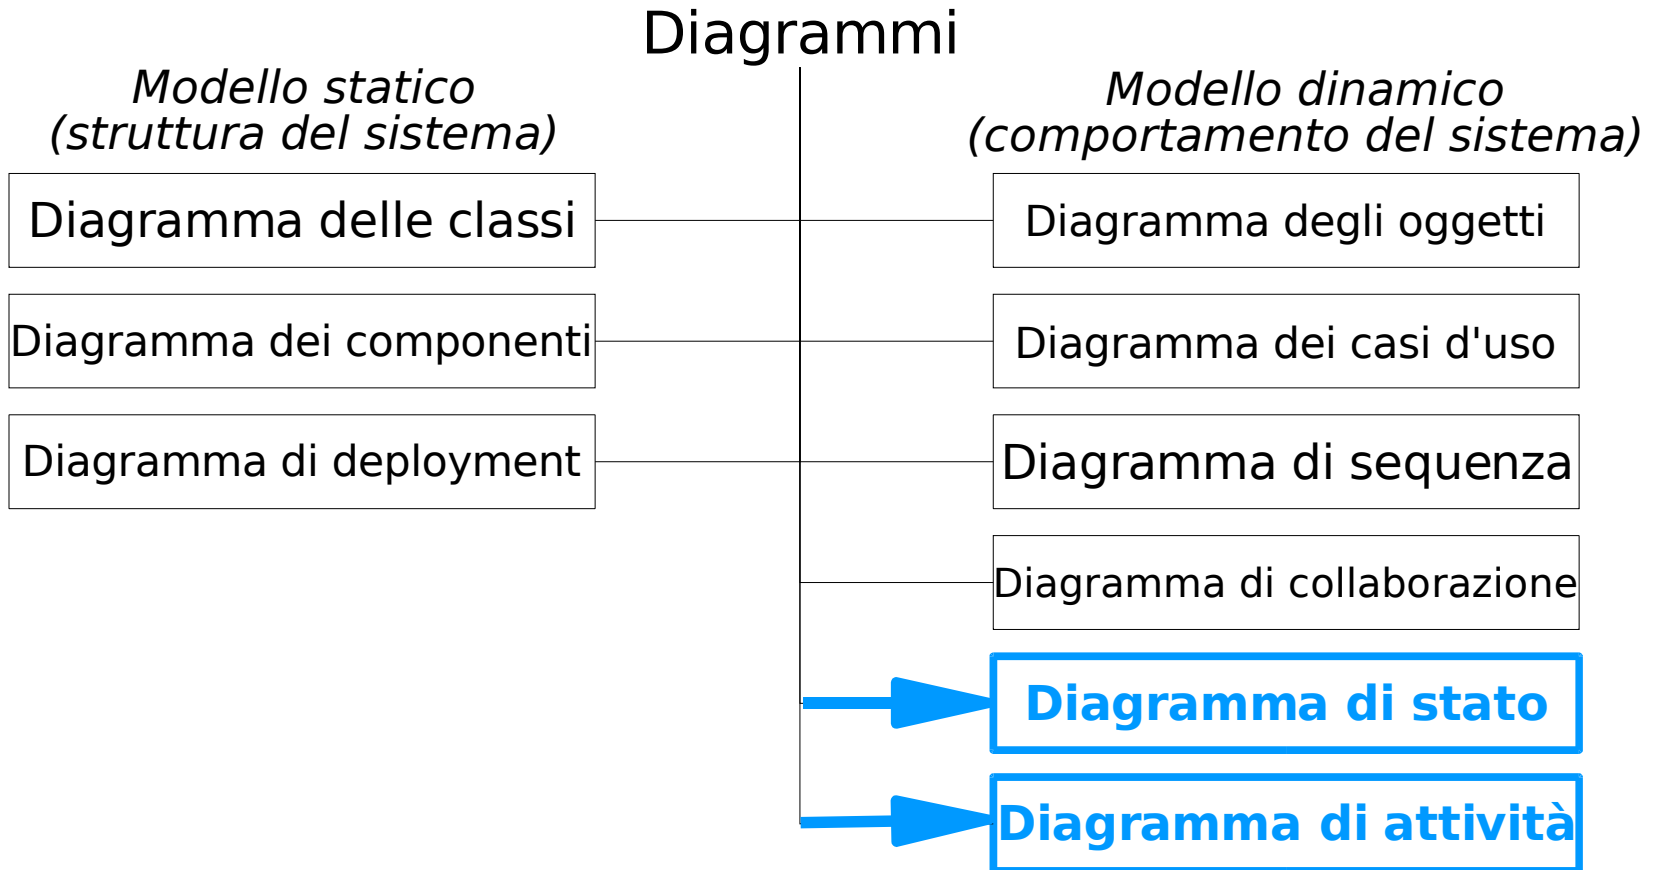 Diagrammi
Modello statico
(struttura del sistema)
Diagramma delle classi
Diagramma dei componenti
Diagramma di deployment
Modello dinamico
(comportamento del sistema)
Diagramma degli oggetti
Diagramma dei casi d'uso
Diagramma di sequenza
Diagramma di collaborazione
Diagramma di stato
Diagramma di attività